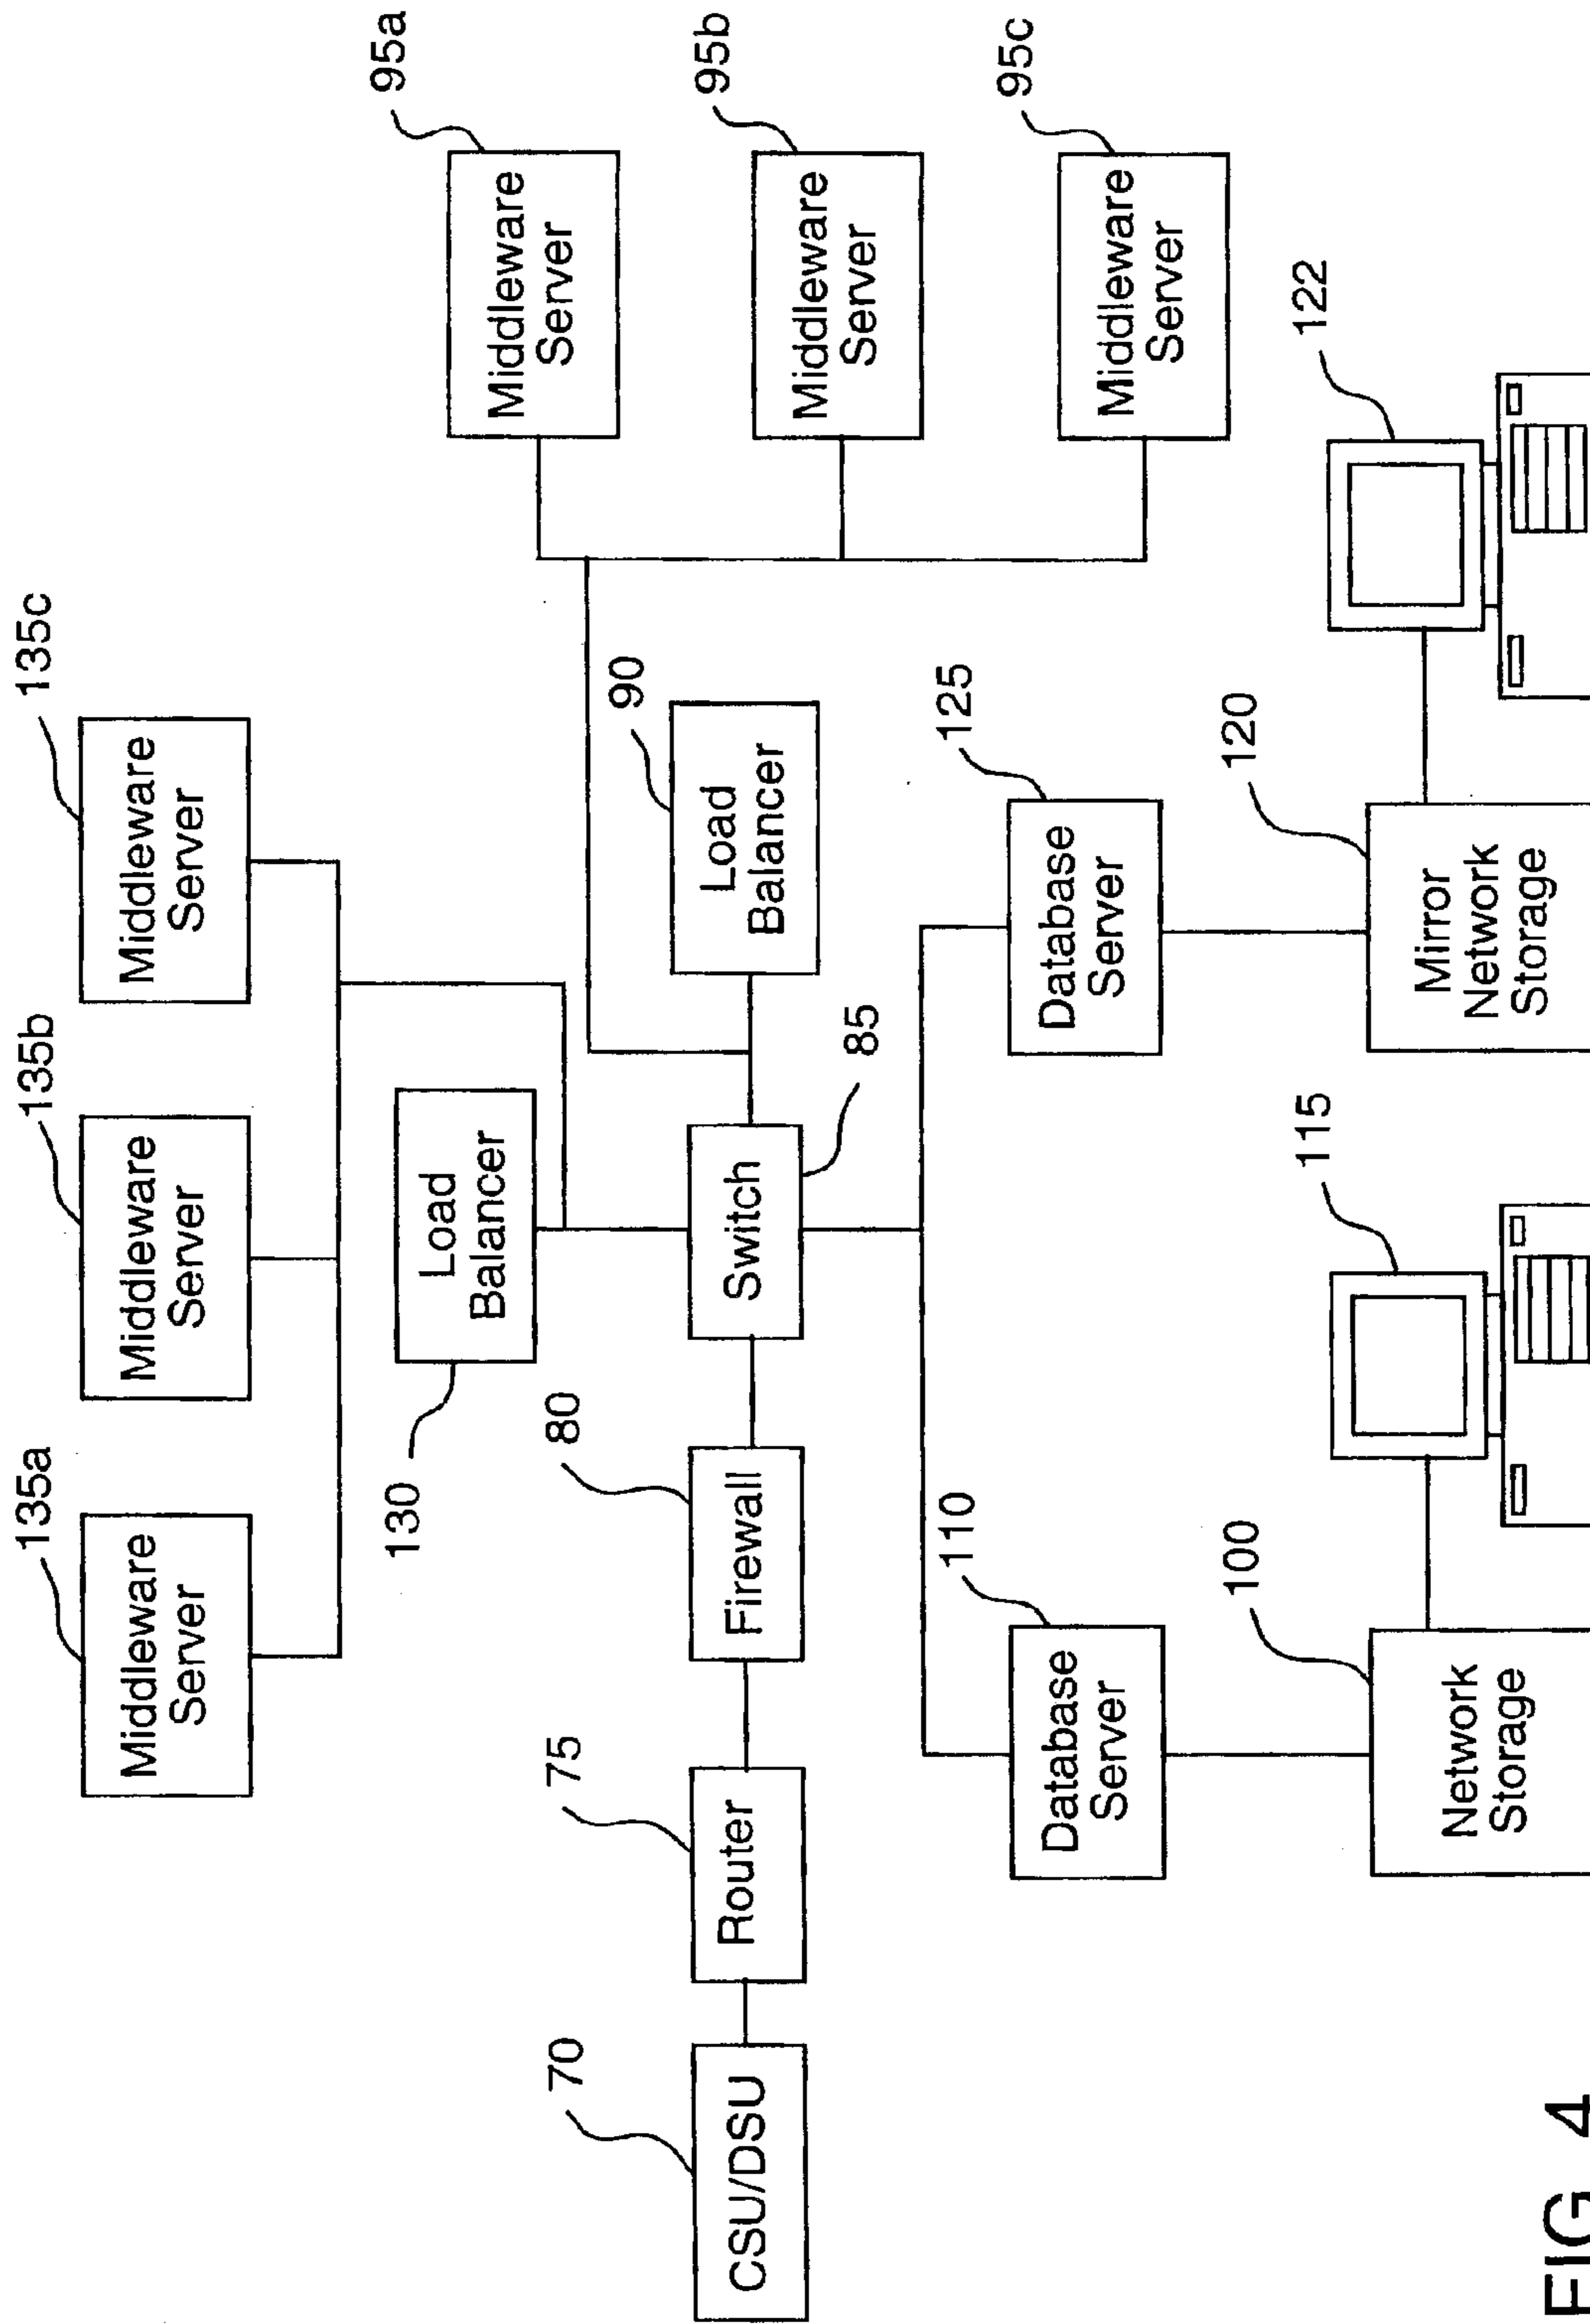 135a
Middleware
Server
135b
Middleware
Server
135c
Middleware
Server
130
Load
Balancer
70
CSU/DSU
75
Router
80
Firewall
Switch
85
90
Load
Balancer
95a
Middleware
Server
95b
Middleware
Server
95c
Middleware
Server
110
Database
Server
125
Database
Server
100
Network
Storage
115
120
Mirror
Network
Storage
122
FIG. 4